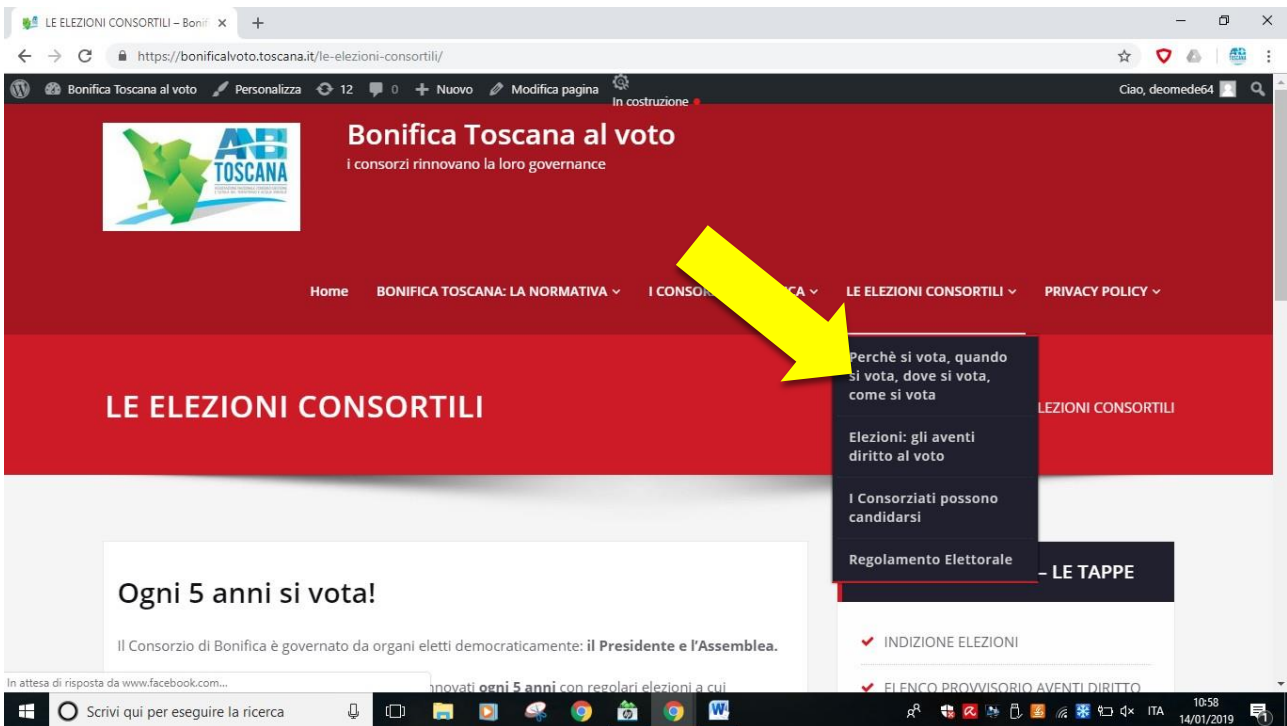 LE ELEZIONI CONSORTILI – Bonif
https://bonificalvoto.toscana.it/le-elezioni-consortili/
Bonifica Toscana al voto Personalizza 12 0 Nuovo Modifica pagina In costruzione Ciao, deomede64
ANBI
TOSCANA
Bonifica Toscana al voto
i consorzi rinnovano la loro governance
Home BONIFICA TOSCANA: LA NORMATIVA I CONSOR CA LE ELEZIONI CONSORTILI PRIVACY POLICY
Perchè si vota, quando
si vota, dove si vota,
come si vota
LE ELEZIONI CONSORTILI
LEZIONI CONSORTILI
Elezioni: gli aventi
diritto al voto
I Consorziati possono
candidarsi
Regolamento Elettorale
– LE TAPPE
Ogni 5 anni si vota!
Il Consorzio di Bonifica è governato da organi eletti democraticamente: il Presidente e l'Assemblea.
INDIZIONE ELEZIONI
In attesa di risposta da www.facebook.com...
nnovati ogni 5 anni con regolari elezioni a cui
ELENCO PROVVISORIO AVENTI DIRITTO
Scrivi qui per eseguire la ricerca
ITA
10:58
14/01/2019